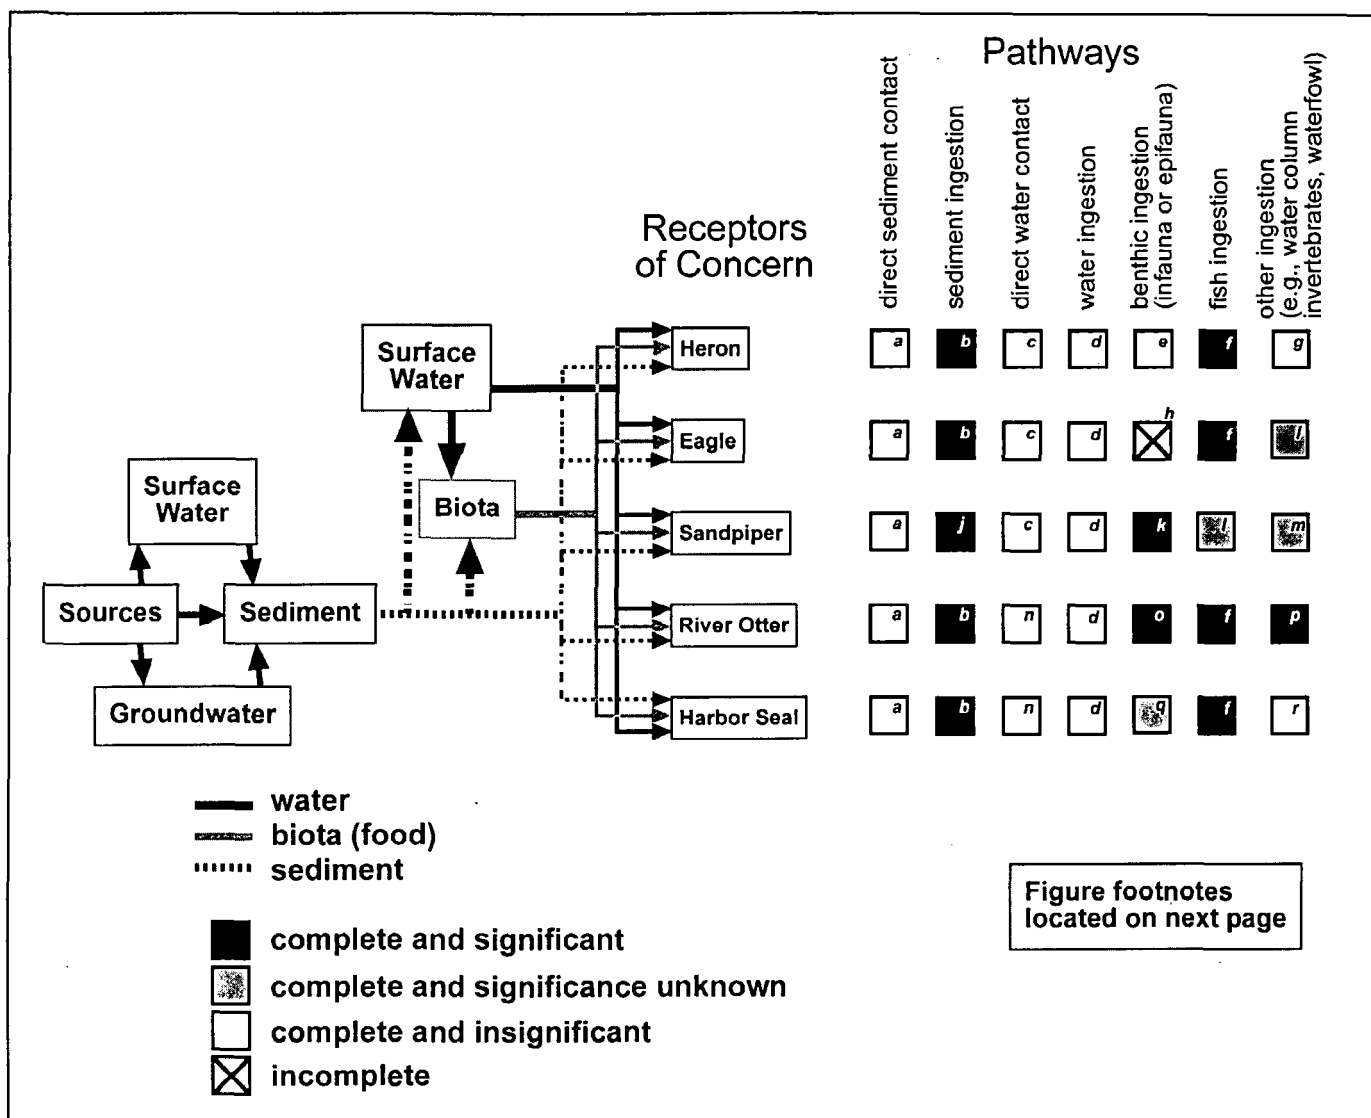 Pathways
direct sediment contact
sediment ingestion
direct water contact
water ingestion
benthic ingestion
(infauna or epifauna)
fish ingestion
other ingestion
(e.g., water column
invertebrates, waterfowl)
Receptors
of Concern
Surface
Water
Biota
Surface
Water
Sources
Sediment
Groundwater
Heron
a b c d e f g
Eagle
a b c d h f
Sandpiper
a j c d k l m
River Otter
a b n d o f p
Harbor Seal
a b n d q f r
water
biota (food)
sediment
complete and significant
complete and significance unknown
complete and insignificant
incomplete
Figure footnotes
located on next page